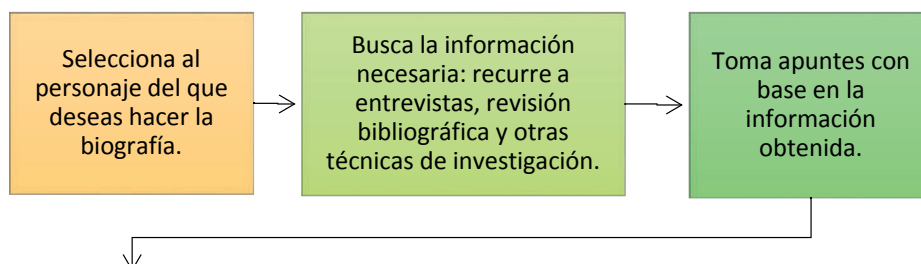 Selecciona al
personaje del que
deseas hacer la
biografía.
Busca la información
necesaria: recurre a
entrevistas, revisión
bibliográfica y otras
técnicas de investigación.
Toma apuntes con
base en la
información
obtenida.